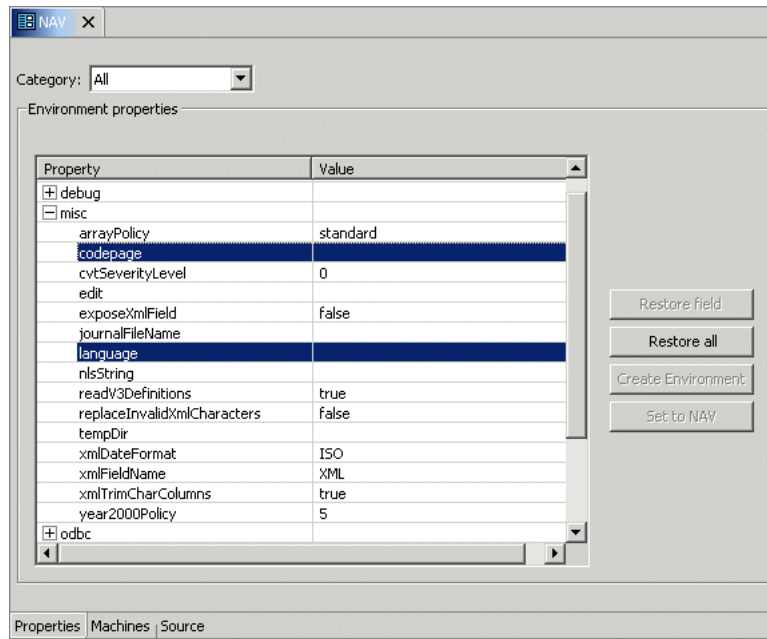 NAV
Category: All
Environment properties
Property Value
debug
misc
arrayPolicy standard
codepage
cvtSeverityLevel 0
edit
exposeXmlField false
journalFileName
language
nlsString
readV3Definitions true
replaceInvalidXmlCharacters false
tempDir
xmlDateFormat ISO
xmlFieldName XML
xmlTrimCharColumns true
year2000Policy 5
odbc
Restore field
Restore all
Create Environment
Set to NAV
Properties Machines Source